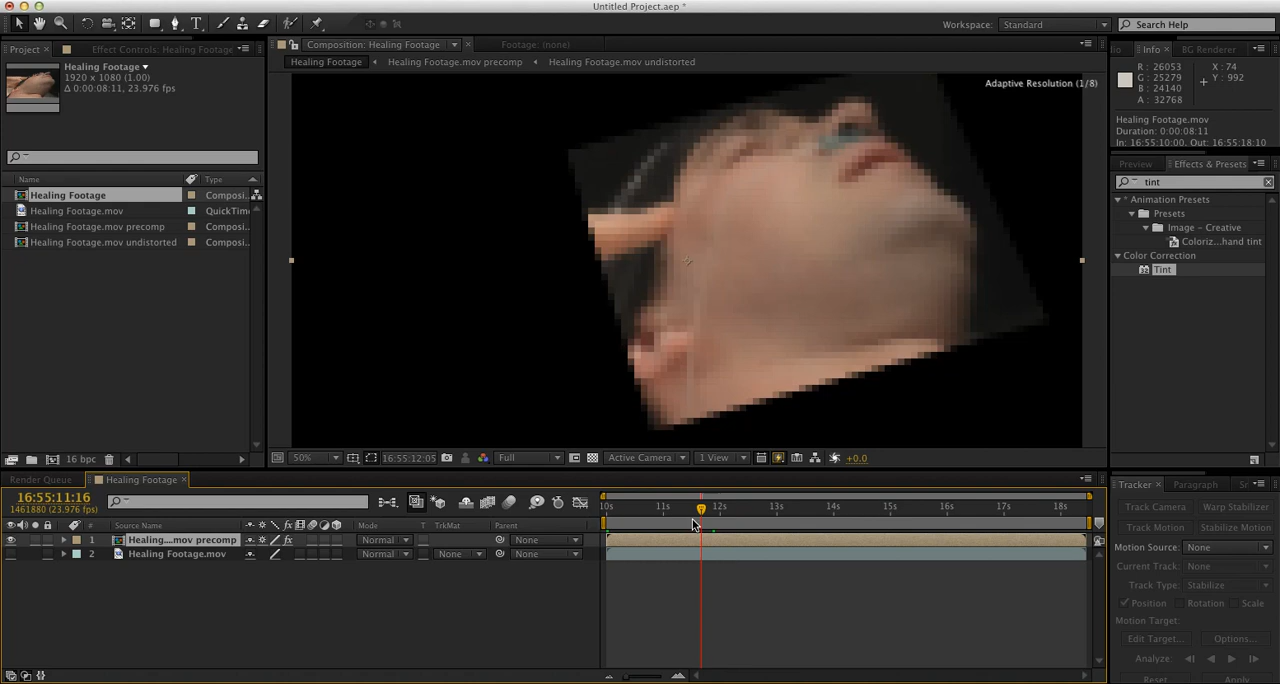 Untitled Project.aep *
Workspace: Standard
Search Help
Project
Effect Controls: Healing Footage
Composition: Healing Footage
Footage: (none)
Info
BG Renderer
Healing Footage
1920 x 1080 (1.00)
Δ 0:00:08:11, 23.976 fps
Healing Footage
Healing Footage.mov precomp
Healing Footage.mov undistorted
Adaptive Resolution (1/8)
R : 26053
G : 25279
B : 24140
A : 32768
X : 74
Y : 992
Healing Footage.mov
Duration: 0:00:08:11
In: 16:55:10:00, Out: 16:55:18:10
Preview
Effects & Presets
tint
Name
Type
Healing Footage
Composi...
Healing Footage.mov
QuickTim
Healing Footage.mov precomp
Composi...
Healing Footage.mov undistorted
Composi...
* Animation Presets
Presets
Image - Creative
Coloriz...hand tint
Color Correction
Tint
16 bpc
50%
16:55:12:05
Full
Active Camera
1 View
+0.0
Render Queue
Healing Footage
16:55:11:16
1461880 (23.976 fps)
10s
11s
12s
13s
14s
15s
16s
17s
18s
#
Source Name
Mode
T
TrkMat
Parent
1
Healing....mov precomp
Normal
None
2
Healing Footage.mov
Normal
None
None
Tracker
Paragraph
Track Camera
Warp Stabilizer
Track Motion
Stabilize Motion
Motion Source: None
Current Track: None
Track Type: Stabilize
Position
Rotation
Scale
Motion Target:
Edit Target...
Options...
Analyze:
Reset
Apply